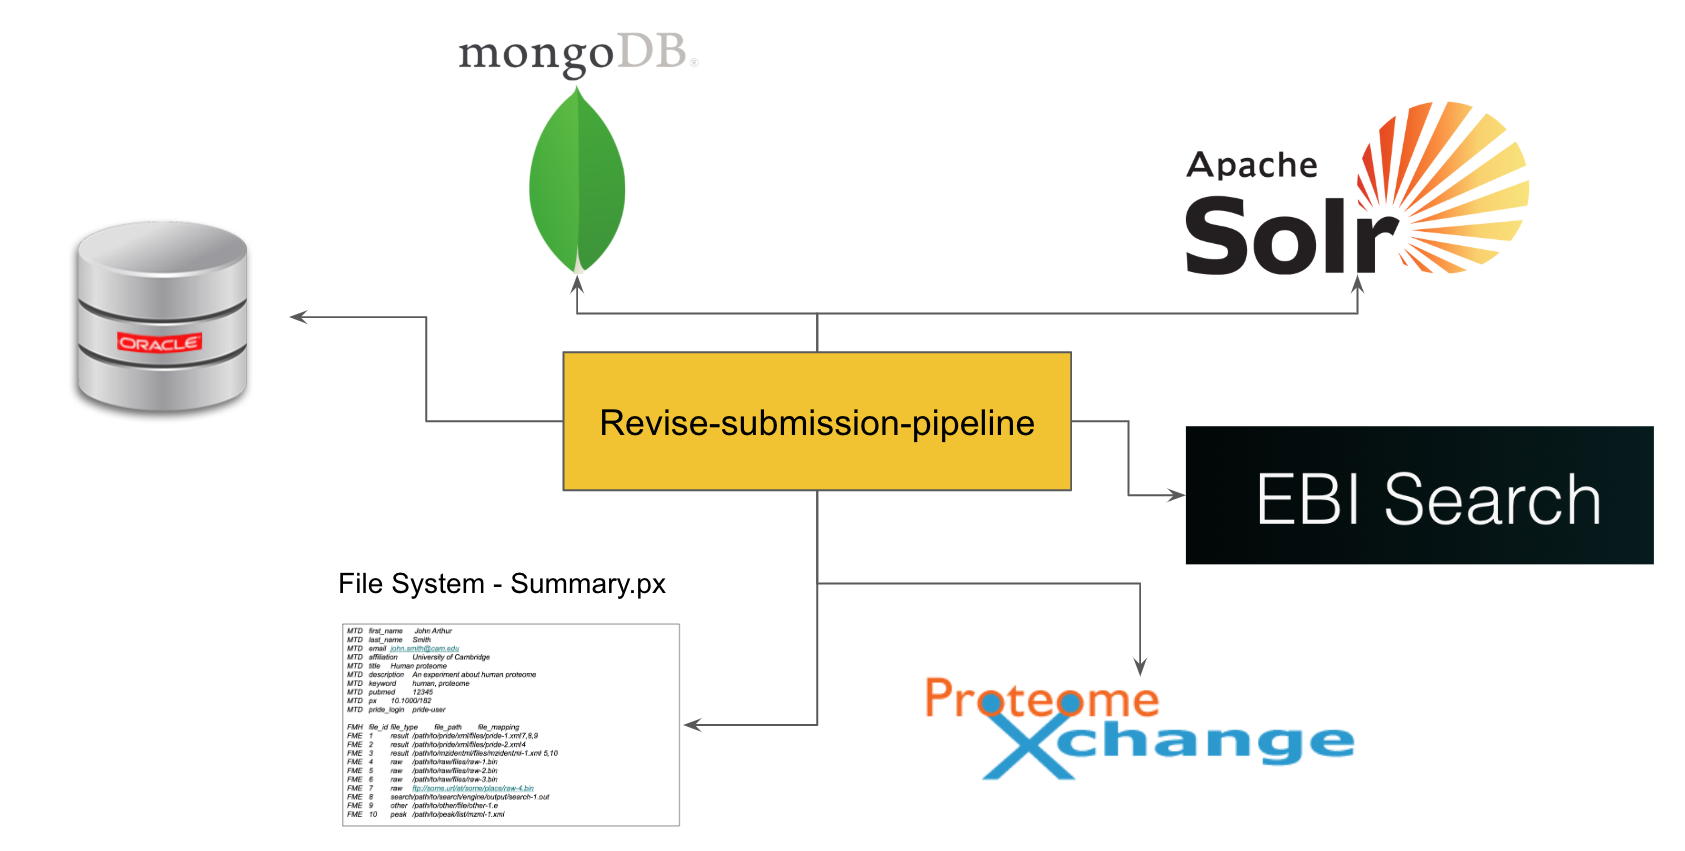 mongoDB®
Apache
Solr
ORACLE
Revise-submission-pipeline
EBI Search
File System - Summary.px
MTD first_name John Arthur
MTD last_name Smith
MTD email john.smith@cam.edu
MTD affiliation University of Cambridge
MTD title Human proteome
MTD description An experiment about human proteome
MTD keyword human, proteome
MTD pubmed 12345
MTD px 10.1000/182
MTD pride_login pride-user
FMH file_id file_type file_path file_mapping
FME 1 result /path/to/pride/xml/files/pride-1.xml7,8,9
FME 2 result /path/to/pride/xml/files/pride-2.xml4
FME 3 result /path/to/mzidentml/files/mzidentml-1.xml 5,10
FME 4 raw /path/to/raw/files/raw-1.bin
FME 5 raw /path/to/raw/files/raw-2.bin
FME 6 raw /path/to/raw/files/raw-3.bin
FME 7 raw ftp://some.url/at/some/place/raw-4.bin
FME 8 search/path/to/search/engine/output/search-1.out
FME 9 other /path/to/other/file/other-1.e
FME 10 peak /path/to/peak/list/mzml-1.xml
Proteome
Xchange